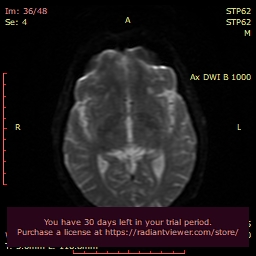 Im: 36/48
Se: 4
STP62
STP62
M
A
Ax DWI B 1000
R
L
You have 30 days left in your trial period.
Purchase a license at https://radiantviewer.com/store/